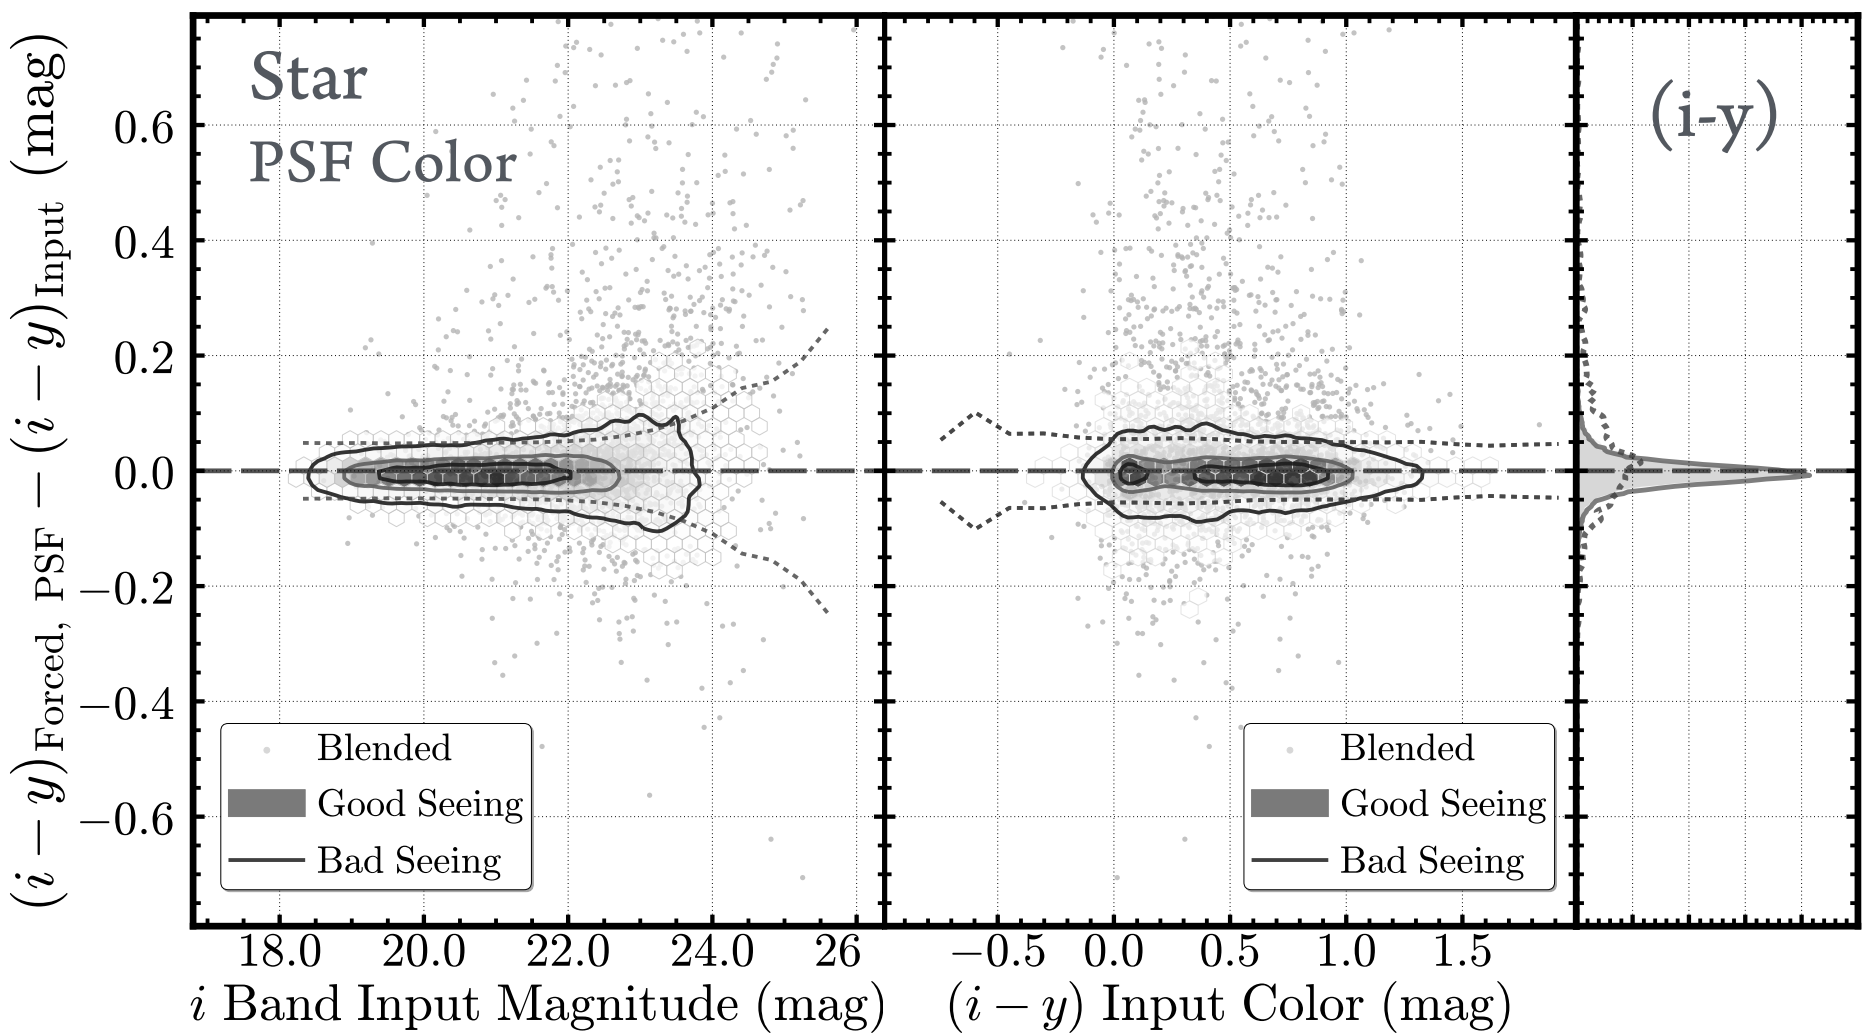 (i − y)Forced, PSF − (i − y)Input (mag)
0.6
0.4
0.2
0.0
−0.2
−0.4
−0.6
Star
PSF Color
Blended
Good Seeing
Bad Seeing
18.0 20.0 22.0 24.0 26
i Band Input Magnitude (mag)
Blended
Good Seeing
Bad Seeing
−0.5 0.0 0.5 1.0 1.5
(i − y) Input Color (mag)
(i-y)